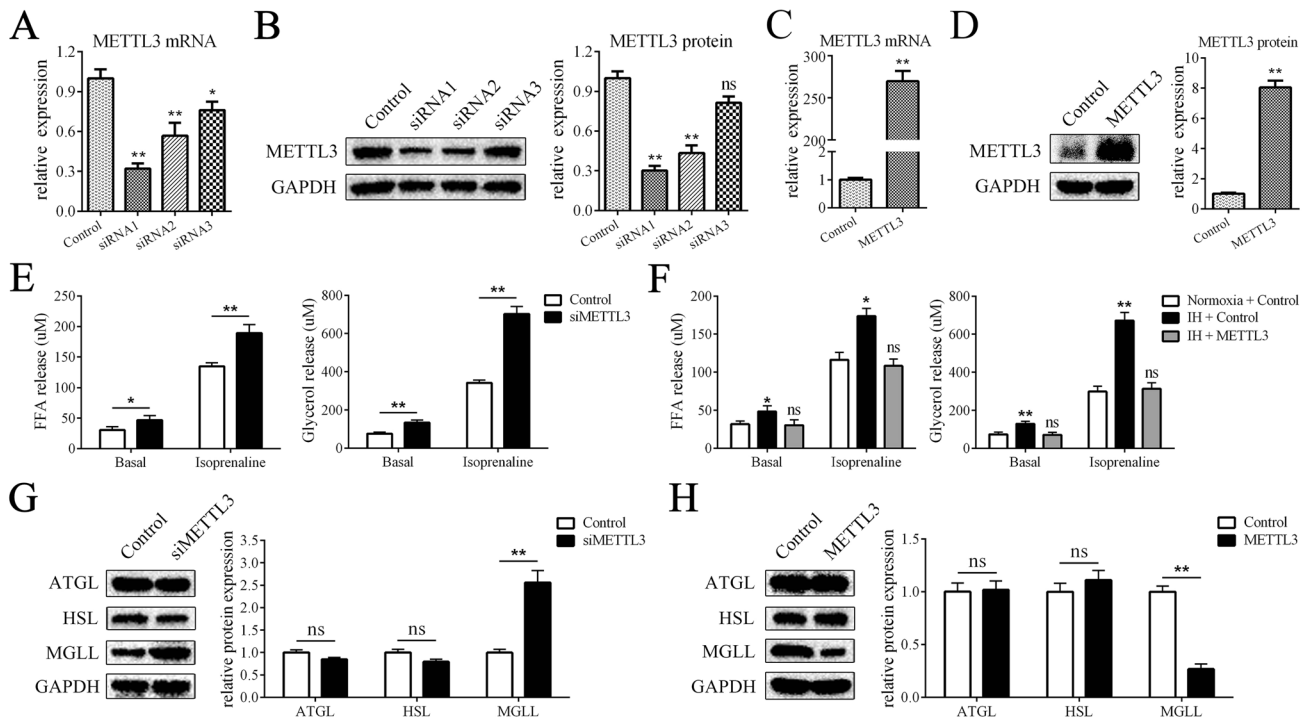 A
METTL3 mRNA
relative expression
1.2
0.9
0.6
0.3
0.0
**
**
*
Control
siRNA1
siRNA2
siRNA3
B
Control
siRNA1
siRNA2
siRNA3
METTL3
GAPDH
METTL3 protein
relative expression
1.2
0.9
0.6
0.3
0.0
**
**
ns
Control
siRNA1
siRNA2
siRNA3
C
METTL3 mRNA
relative expression
300
250
200
2
1
0
**
Control
METTL3
D
Control
METTL3
METTL3
GAPDH
METTL3 protein
relative expression
10
8
6
4
2
0
**
Control
METTL3
E
FFA release (uM)
250
200
150
100
50
0
*
**
Basal
Isoprenaline
Glycerol release (uM)
800
600
400
200
0
**
**
Basal
Isoprenaline
Control
siMETTL3
F
FFA release (uM)
200
150
100
50
0
*
ns
*
ns
Basal
Isoprenaline
Glycerol release (uM)
800
600
400
200
0
**
ns
**
ns
Basal
Isoprenaline
Normoxia + Control
IH + Control
IH + METTL3
G
Control
siMETTL3
ATGL
HSL
MGLL
GAPDH
relative protein expression
3.5
3.0
2.5
2.0
1.5
1.0
0.5
0.0
ns
ns
**
ATGL
HSL
MGLL
Control
siMETTL3
H
Control
METTL3
ATGL
HSL
MGLL
GAPDH
relative protein expression
1.5
1.0
0.5
0.0
ns
ns
**
ATGL
HSL
MGLL
Control
METTL3